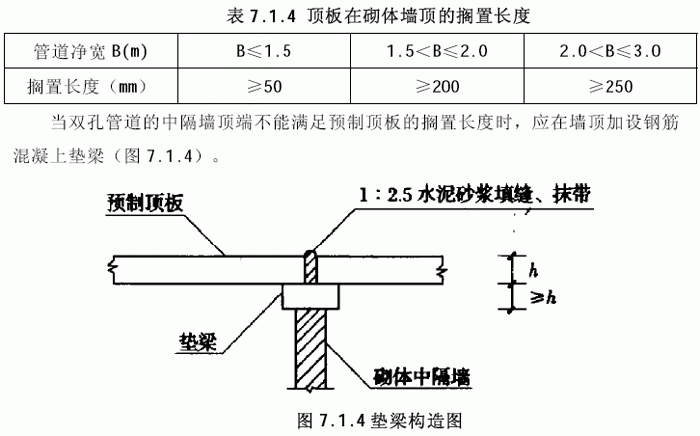 表 7.1.4 顶板在砌体墙顶的搁置长度
管道净宽 B(m) B≤1.5 1.5<B≤2.0 2.0<B≤3.0
搁置长度（mm） ≥50 ≥200 ≥250
当双孔管道的中隔墙顶端不能满足预制顶板的搁置长度时，应在墙顶加设钢筋
混凝上垫梁（图 7.1.4）。
预制顶板 1：2.5 水泥砂浆填缝、抹带
h
≥h
垫梁
砌体中隔墙
图 7.1.4 垫梁构造图